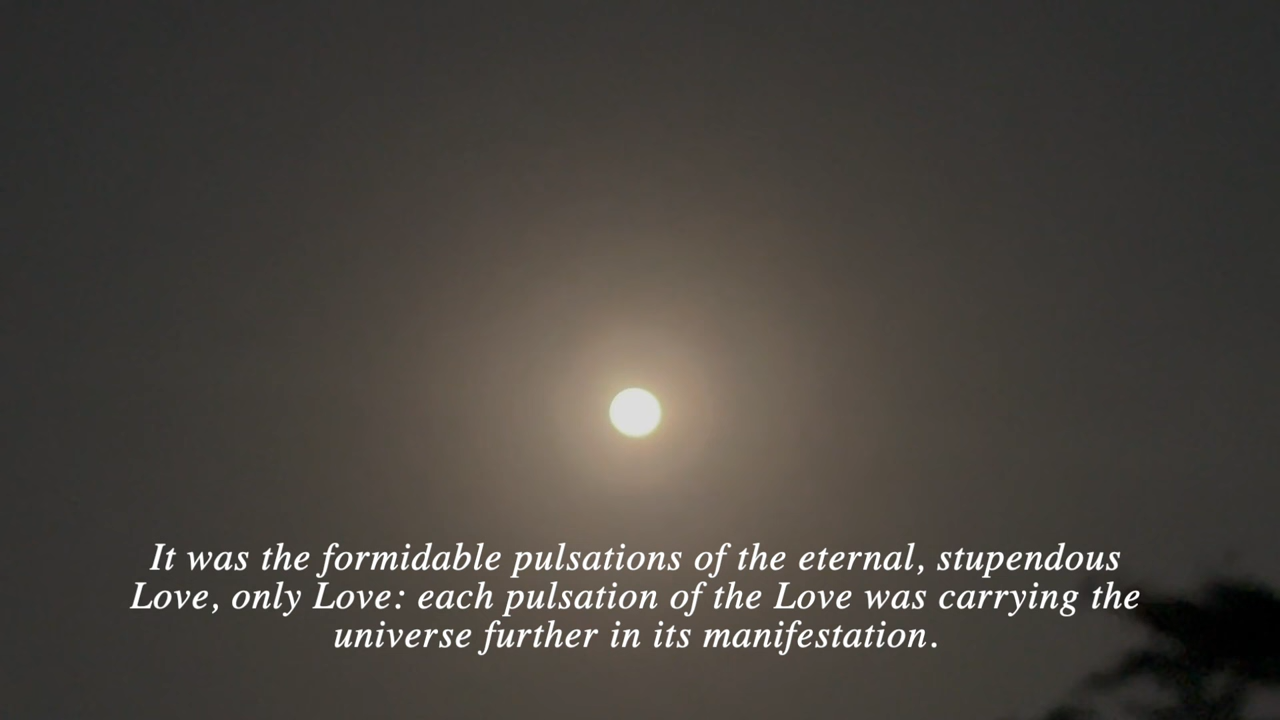 It was the formidable pulsations of the eternal, stupendous
Love, only Love: each pulsation of the Love was carrying the
universe further in its manifestation.